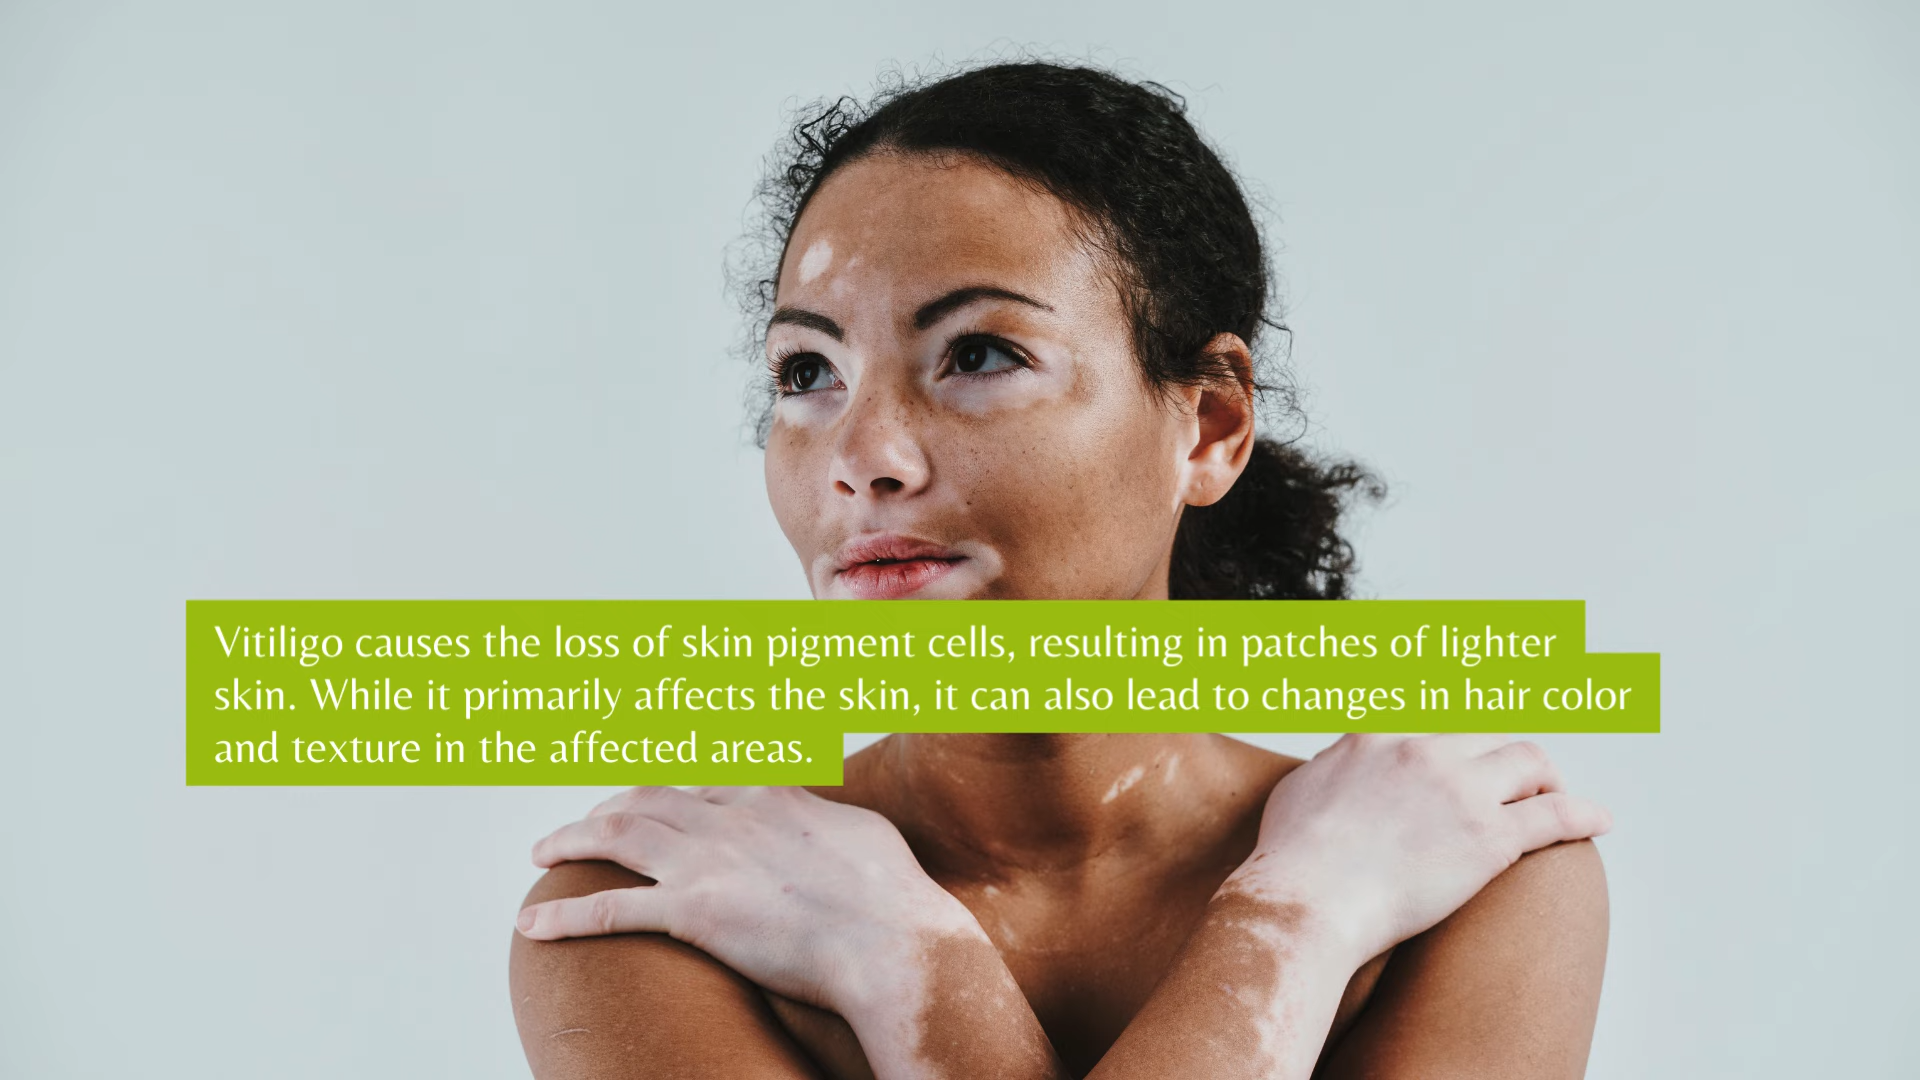 Vitiligo causes the loss of skin pigment cells, resulting in patches of lighter
skin. While it primarily affects the skin, it can also lead to changes in hair color
and texture in the affected areas.